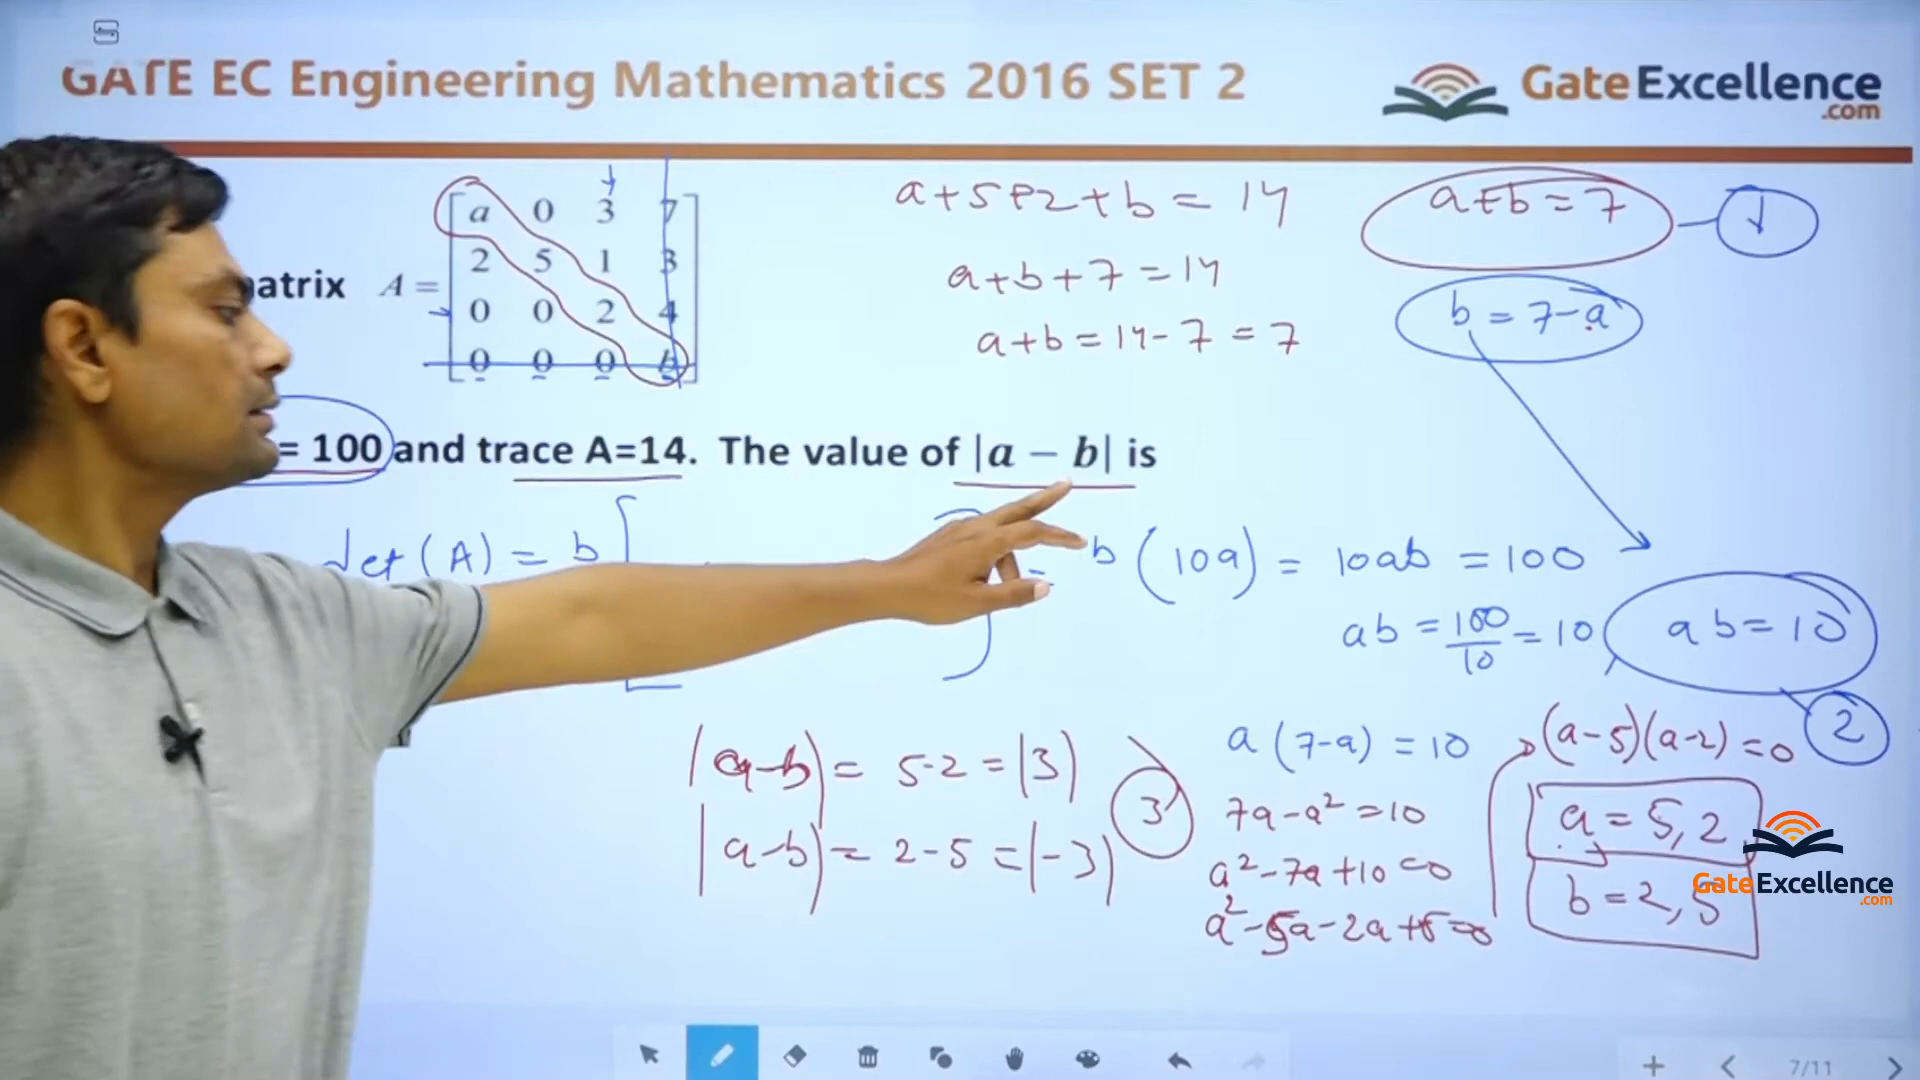 GATE EC Engineering Mathematics 2016 SET 2
GateExcellence
.com
atrix A =
a 0 3 7
2 5 1 3
0 0 2 4
0 0 0 b
= 100 and trace A=14. The value of |a − b| is
a+5+2+b = 14
a+b+7 = 14
a+b = 14-7 = 7
a+b = 7
1
b = 7-a
det(A) = b
= b (10a) = 10ab = 100
ab = 100/10 = 10
ab = 10
2
|a-b| = 5-2 = |3|
|a-b| = 2-5 = |-3|
3
a(7-a) = 10
7a-a² = 10
a²-7a+10=0
a²-5a-2a+
(a-5)(a-2)=0
a = 5,2
b = 2,5
GateExcellence
.com
7/11